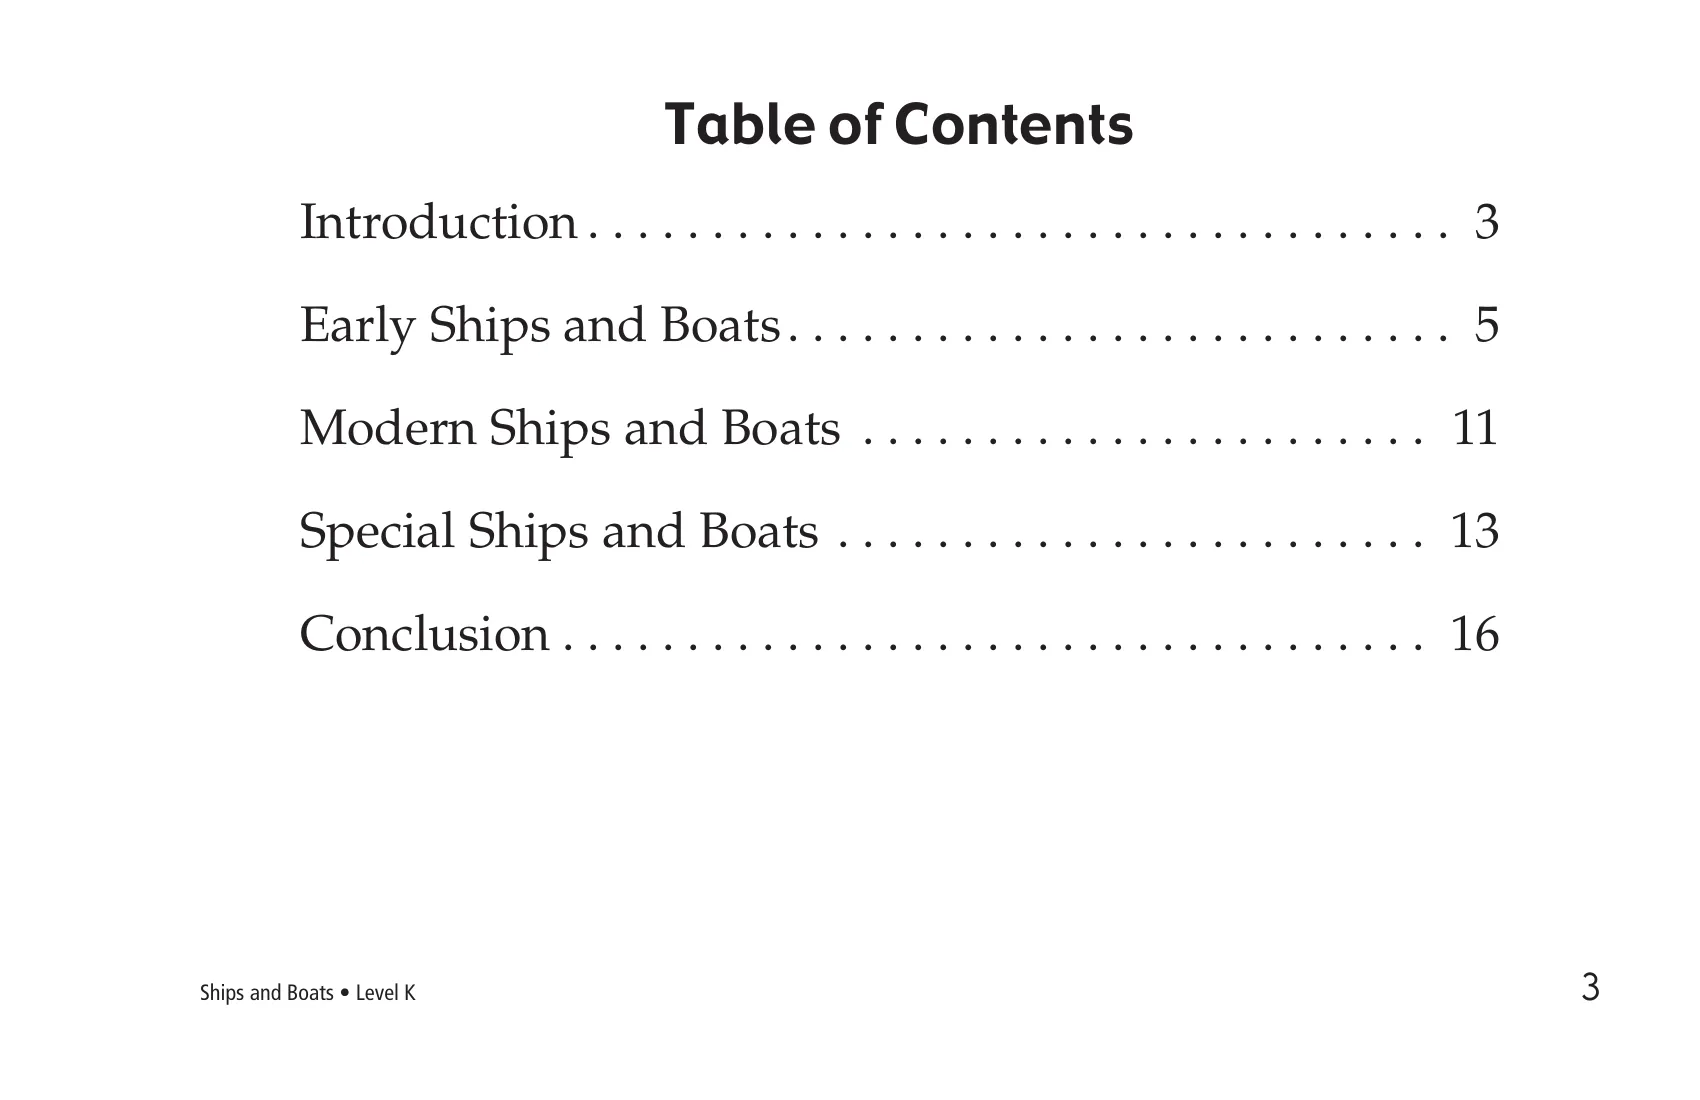 Table of Contents
Introduction . . . . . . . . . . . . . . . . . . . . . . . . . . . . . . . . . . . 3
Early Ships and Boats . . . . . . . . . . . . . . . . . . . . . . . . . . . 5
Modern Ships and Boats . . . . . . . . . . . . . . . . . . . . . . . 11
Special Ships and Boats . . . . . . . . . . . . . . . . . . . . . . . . 13
Conclusion . . . . . . . . . . . . . . . . . . . . . . . . . . . . . . . . . . . 16
Ships and Boats • Level K
3